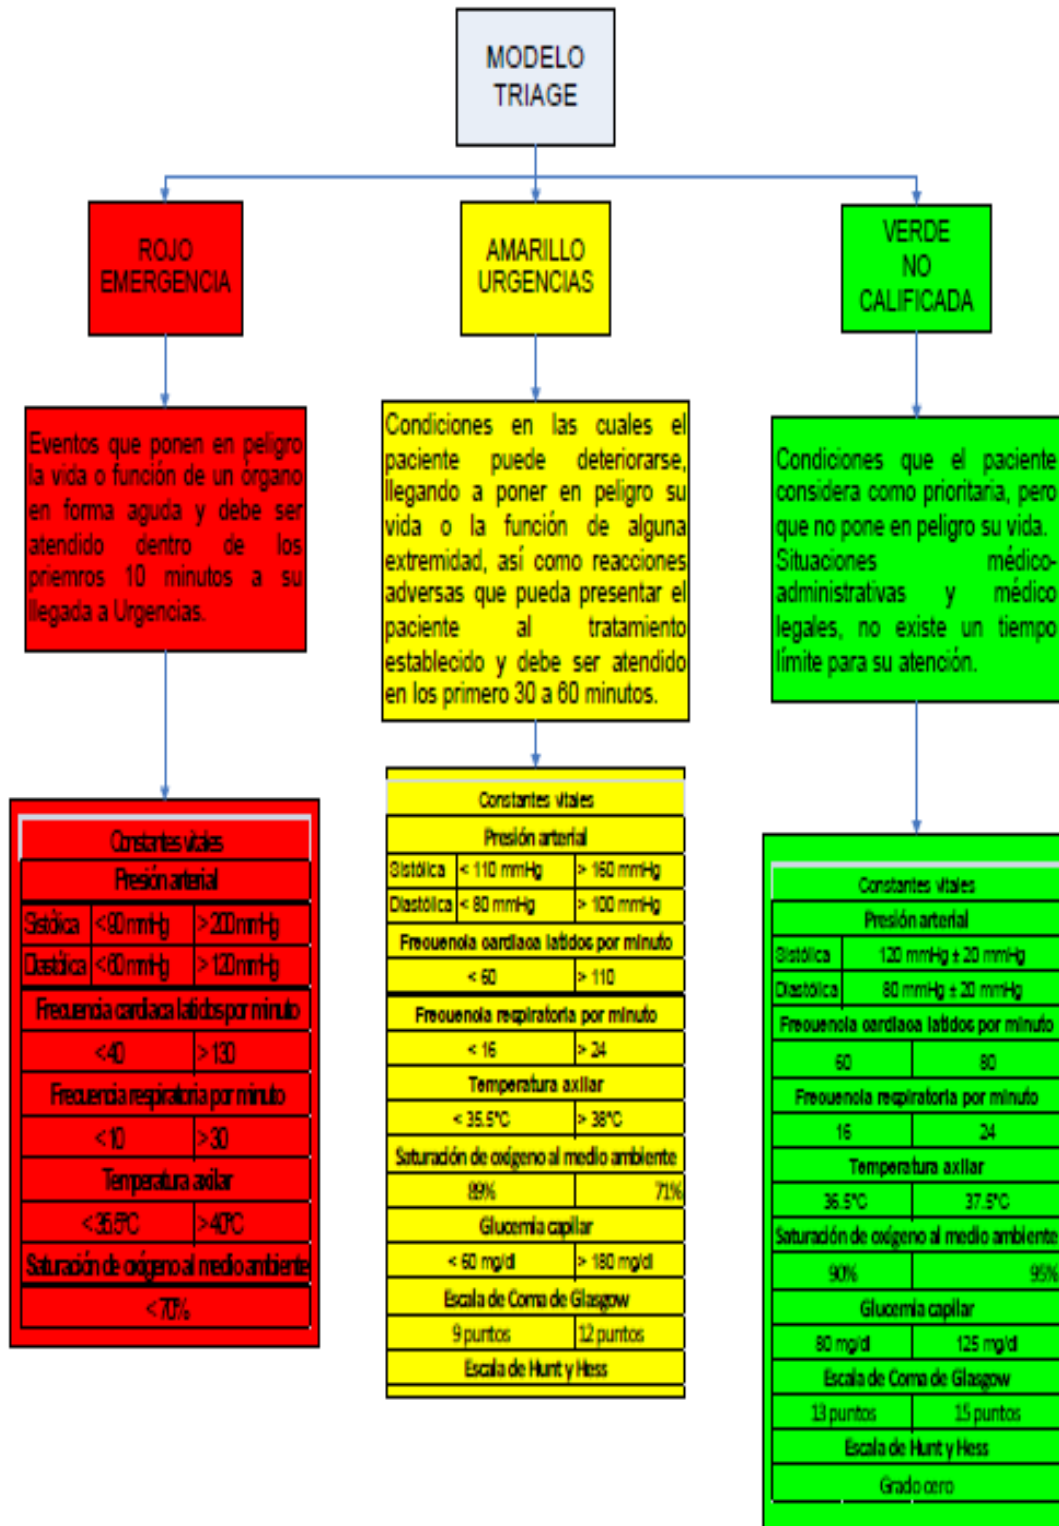 MODELO
TRIAGE
ROJO
EMERGENCIA
AMARILLO
URGENCIAS
VERDE
NO
CALIFICADA
Eventos que ponen en peligro
la vida o función de un órgano
en forma aguda y debe ser
atendido dentro de los
priemros 10 minutos a su
llegada a Urgencias.
Condiciones en las cuales el
paciente puede deteriorarse,
llegando a poner en peligro su
vida o la función de alguna
extremidad, así como reacciones
adversas que pueda presentar el
paciente al tratamiento
establecido y debe ser atendido
en los primero 30 a 60 minutos.
Condiciones que el paciente
considera como prioritaria, pero
que no pone en peligro su vida.
Situaciones médico-
administrativas y médico
legales, no existe un tiempo
límite para su atención.
Constantes vitales
Presión arterial
Sistólica <90 mmHg >200 mmHg
Diastólica <60 mmHg >120 mmHg
Frecuencia cardiaca latidos por minuto
<40 >130
Frecuencia respiratoria por minuto
<10 >30
Temperatura axilar
<36.5°C >40°C
Saturación de oxígeno al medio ambiente
<70%
Constantes vitales
Presión arterial
Sistólica < 110 mmHg > 160 mmHg
Diastólica < 80 mmHg > 100 mmHg
Frecuencia cardiaca latidos por minuto
< 60 > 110
Frecuencia respiratoria por minuto
< 16 > 24
Temperatura axilar
< 35.5°C > 38°C
Saturación de oxígeno al medio ambiente
89% 71%
Glucemia capilar
< 60 mg/dl > 180 mg/dl
Escala de Coma de Glasgow
9 puntos 12 puntos
Escala de Hunt y Hess
Constantes vitales
Presión arterial
Sistólica 120 mmHg ± 20 mmHg
Diastólica 80 mmHg ± 20 mmHg
Frecuencia cardiaca latidos por minuto
60 80
Frecuencia respiratoria por minuto
16 24
Temperatura axilar
36.5°C 37.5°C
Saturación de oxígeno al medio ambiente
90% 95%
Glucemia capilar
80 mg/dl 125 mg/dl
Escala de Coma de Glasgow
13 puntos 15 puntos
Escala de Hunt y Hess
Grado cero